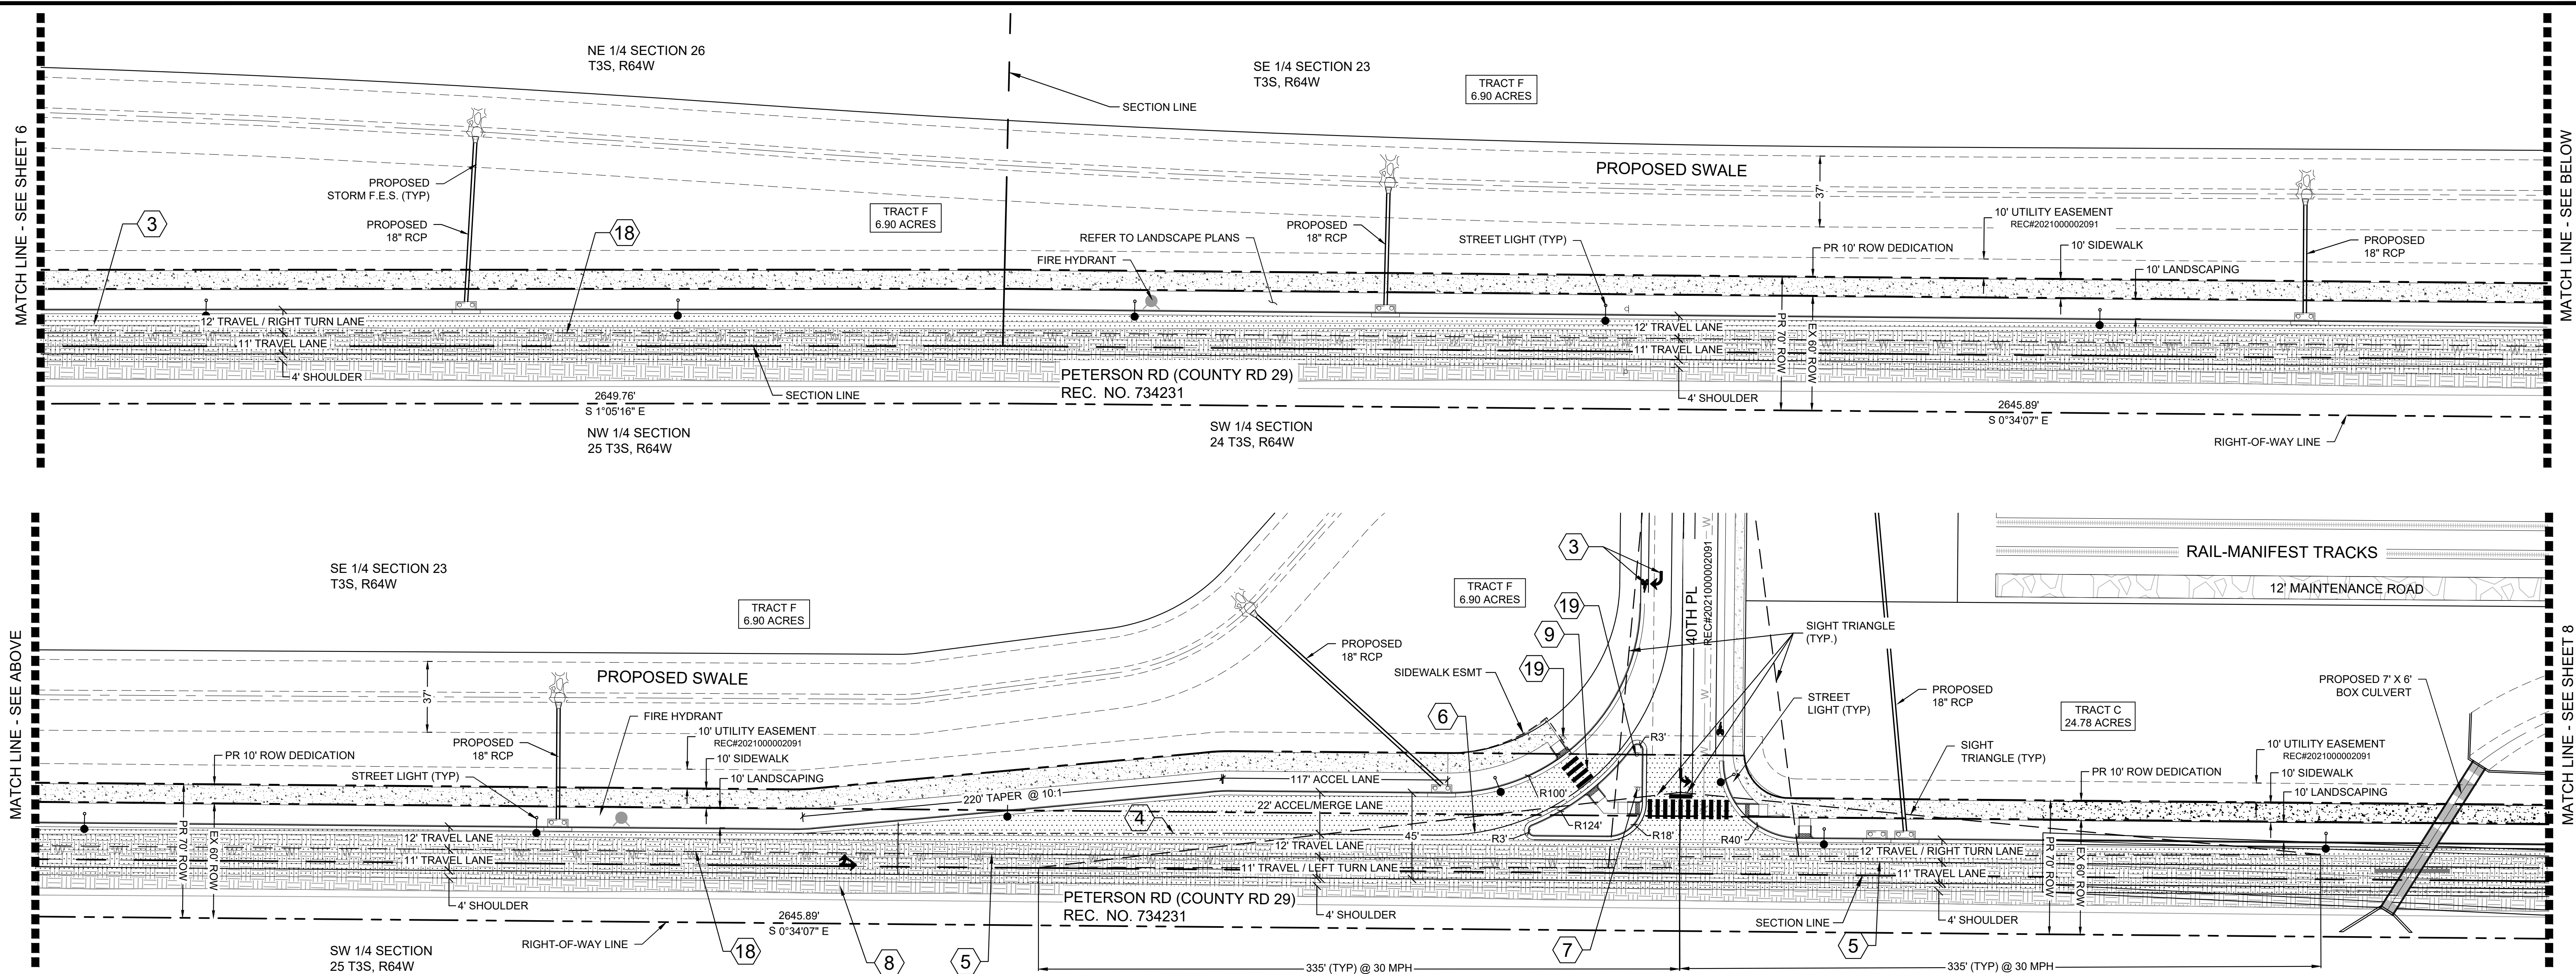 MATCH LINE - SEE SHEET 6
NE 1/4 SECTION 26
T3S, R64W
SECTION LINE
SE 1/4 SECTION 23
T3S, R64W
TRACT F
6.90 ACRES
PROPOSED
STORM F.E.S. (TYP)
PROPOSED
18" RCP
3
18
TRACT F
6.90 ACRES
REFER TO LANDSCAPE PLANS
FIRE HYDRANT
PROPOSED
18" RCP
STREET LIGHT (TYP)
PROPOSED SWALE
37'
10' UTILITY EASEMENT
REC#2021000002091
PR 10' ROW DEDICATION
10' SIDEWALK
10' LANDSCAPING
PROPOSED
18" RCP
12' TRAVEL / RIGHT TURN LANE
11' TRAVEL LANE
4' SHOULDER
12' TRAVEL LANE
11' TRAVEL LANE
4' SHOULDER
PR 70' ROW
EX 60' ROW
PETERSON RD (COUNTY RD 29)
REC. NO. 734231
2649.76'
S 1°05'16" E
SECTION LINE
NW 1/4 SECTION
25 T3S, R64W
SW 1/4 SECTION
24 T3S, R64W
2645.89'
S 0°34'07" E
RIGHT-OF-WAY LINE
MATCH LINE - SEE BELOW
MATCH LINE - SEE ABOVE
SE 1/4 SECTION 23
T3S, R64W
TRACT F
6.90 ACRES
PROPOSED SWALE
37'
FIRE HYDRANT
10' UTILITY EASEMENT
REC#2021000002091
PR 10' ROW DEDICATION
PROPOSED
18" RCP
STREET LIGHT (TYP)
10' SIDEWALK
10' LANDSCAPING
220' TAPER @ 10:1
117' ACCEL LANE
22' ACCEL/MERGE LANE
PR 70' ROW
EX 60' ROW
12' TRAVEL LANE
11' TRAVEL LANE
4' SHOULDER
4
12' TRAVEL LANE
11' TRAVEL / LEFT TURN LANE
4' SHOULDER
45'
PROPOSED
18" RCP
SIDEWALK ESMT
6
19
9
19
3
TRACT F
6.90 ACRES
40TH PL
REC#2021000002091
W
W
R3'
R100'
R124'
R3'
R18'
R40'
SIGHT TRIANGLE
(TYP.)
STREET
LIGHT (TYP)
PROPOSED
18" RCP
RAIL-MANIFEST TRACKS
12' MAINTENANCE ROAD
TRACT C
24.78 ACRES
PROPOSED 7' X 6'
BOX CULVERT
SIGHT
TRIANGLE (TYP)
PR 10' ROW DEDICATION
10' UTILITY EASEMENT
REC#2021000002091
10' SIDEWALK
10' LANDSCAPING
12' TRAVEL / RIGHT TURN LANE
11' TRAVEL LANE
4' SHOULDER
SECTION LINE
PR 70' ROW
EX 60' ROW
PETERSON RD (COUNTY RD 29)
REC. NO. 734231
2645.89'
S 0°34'07" E
SW 1/4 SECTION
25 T3S, R64W
RIGHT-OF-WAY LINE
18
8
5
7
5
335' (TYP) @ 30 MPH
335' (TYP) @ 30 MPH
MATCH LINE - SEE SHEET 8